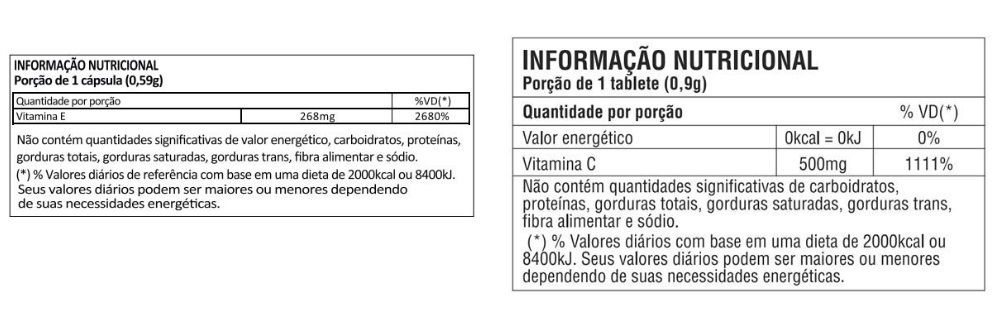 INFORMAÇÃO NUTRICIONAL
Porção de 1 cápsula (0,59g)
Quantidade por porção %VD(*)
Vitamina E 268mg 2680%
Não contém quantidades significativas de valor energético, carboidratos, proteínas,
gorduras totais, gorduras saturadas, gorduras trans, fibra alimentar e sódio.
(*) % Valores diários de referência com base em uma dieta de 2000kcal ou 8400kJ.
Seus valores diários podem ser maiores ou menores dependendo
de suas necessidades energéticas.
INFORMAÇÃO NUTRICIONAL
Porção de 1 tablete (0,9g)
Quantidade por porção % VD(*)
Valor energético 0kcal = 0kJ 0%
Vitamina C 500mg 1111%
Não contém quantidades significativas de carboidratos,
proteínas, gorduras totais, gorduras saturadas, gorduras trans,
fibra alimentar e sódio.
(*) % Valores diários com base em uma dieta de 2000kcal ou
8400kJ. Seus valores diários podem ser maiores ou menores
dependendo de suas necessidades energéticas.